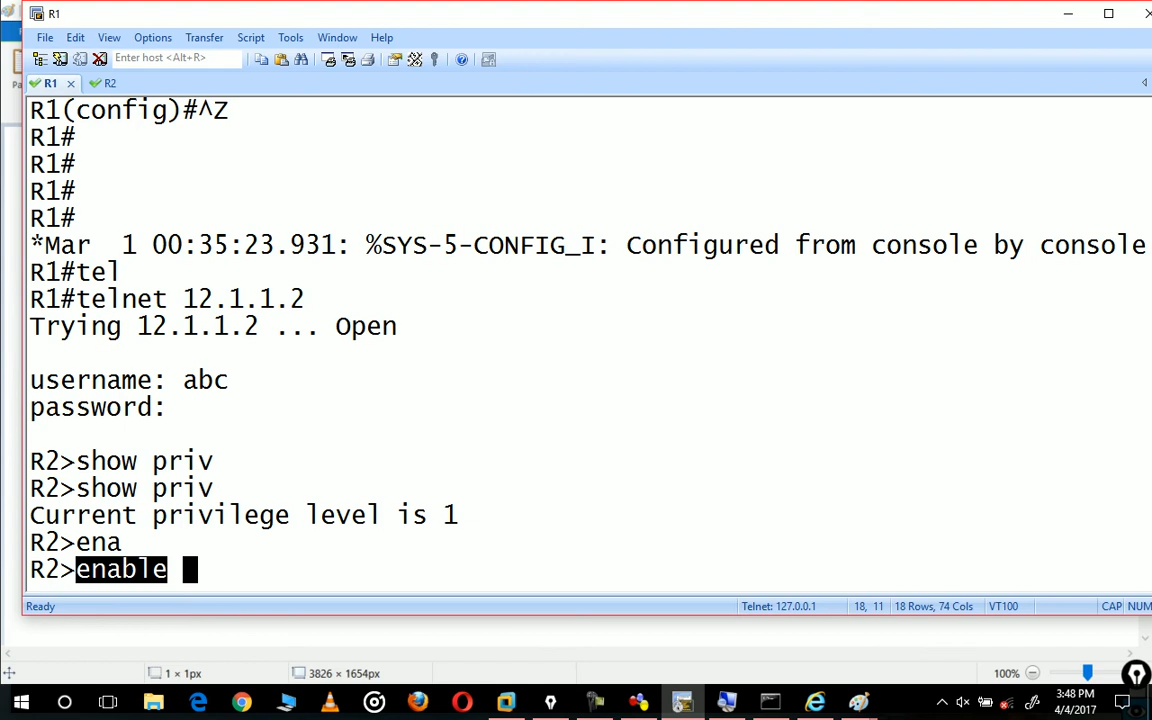 R1
File Edit View Options Transfer Script Tools Window Help
Enter host <Alt+R>
R1 R2
R1(config)#^Z
R1#
R1#
R1#
R1#
*Mar 1 00:35:23.931: %SYS-5-CONFIG_I: Configured from console by console
R1#tel
R1#telnet 12.1.1.2
Trying 12.1.1.2 ... Open
username: abc
password:
R2>show priv
R2>show priv
Current privilege level is 1
R2>ena
R2>enable
Ready Telnet: 127.0.0.1 18, 11 18 Rows, 74 Cols VT100 CAP NUM
1 × 1px 3826 × 1654px 100%
3:48 PM
4/4/2017